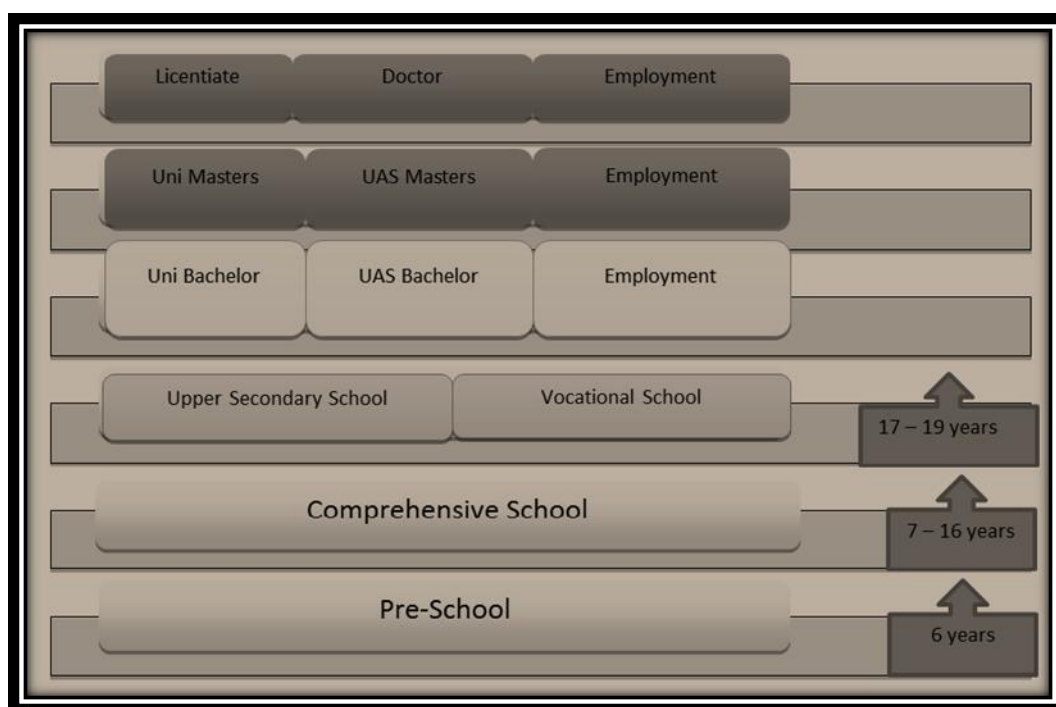 Licentiate Doctor Employment
Uni Masters UAS Masters Employment
Uni Bachelor UAS Bachelor Employment
Upper Secondary School Vocational School
17 – 19 years
Comprehensive School
7 – 16 years
Pre-School
6 years